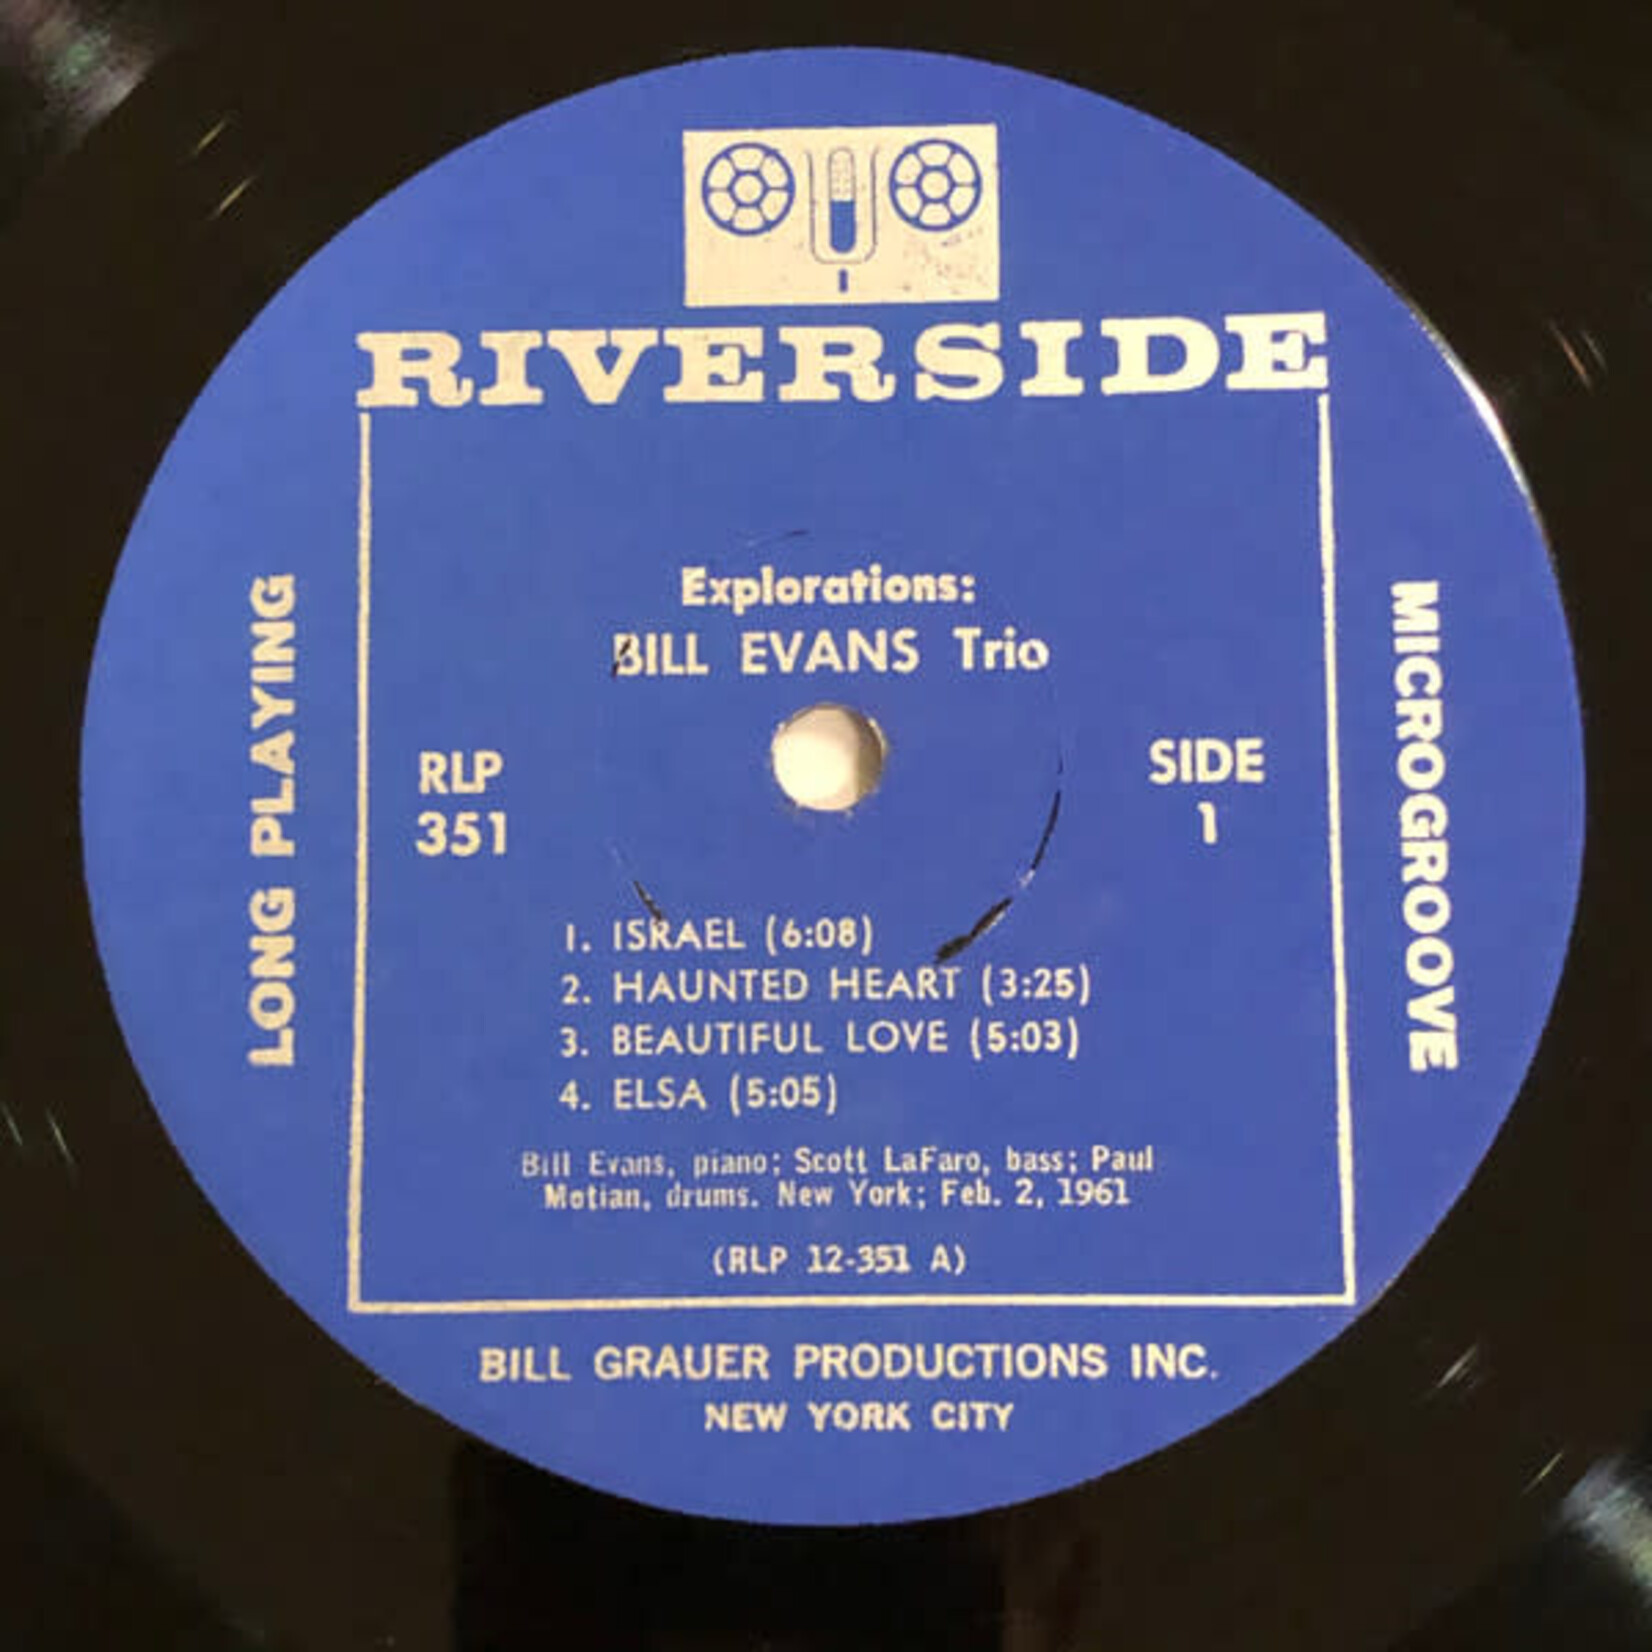 RIVERSIDE
Explorations:
BILL EVANS Trio
RLP
351
SIDE
1
LONG PLAYING
MICROGROOVE
1. ISRAEL (6:08)
2. HAUNTED HEART (3:25)
3. BEAUTIFUL LOVE (5:03)
4. ELSA (5:05)
Bill Evans, piano; Scott LaFaro, bass; Paul
Motian, drums. New York; Feb. 2, 1961
(RLP 12-351 A)
BILL GRAUER PRODUCTIONS INC.
NEW YORK CITY